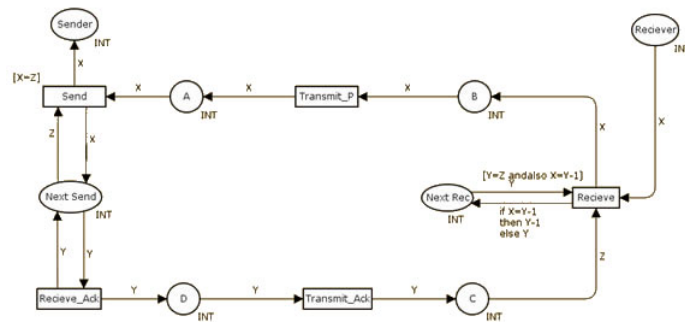 Sender
INT
Reciever
IN
X
X
[X=Z]
Send
X
A
INT
X
Transmit_P
X
B
INT
X
Z
X
Next Send
INT
[Y=Z andalso X=Y-1]
Y
Next Rec
INT
Recieve
if X=Y-1
then Y-1
else Y
Y
Y
Z
Recieve_Ack
Y
D
INT
Y
Transmit_Ack
Y
C
INT